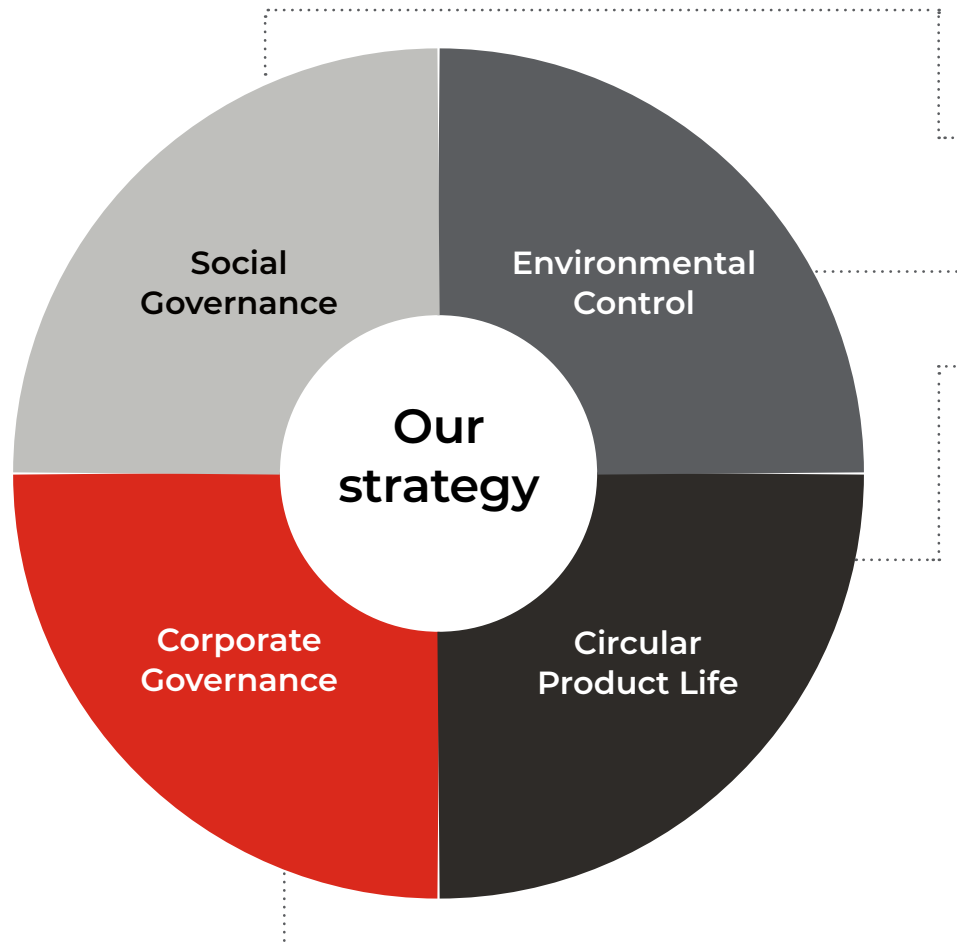 Social
Governance
Environmental
Control
Our
strategy
Corporate
Governance
Circular
Product Life